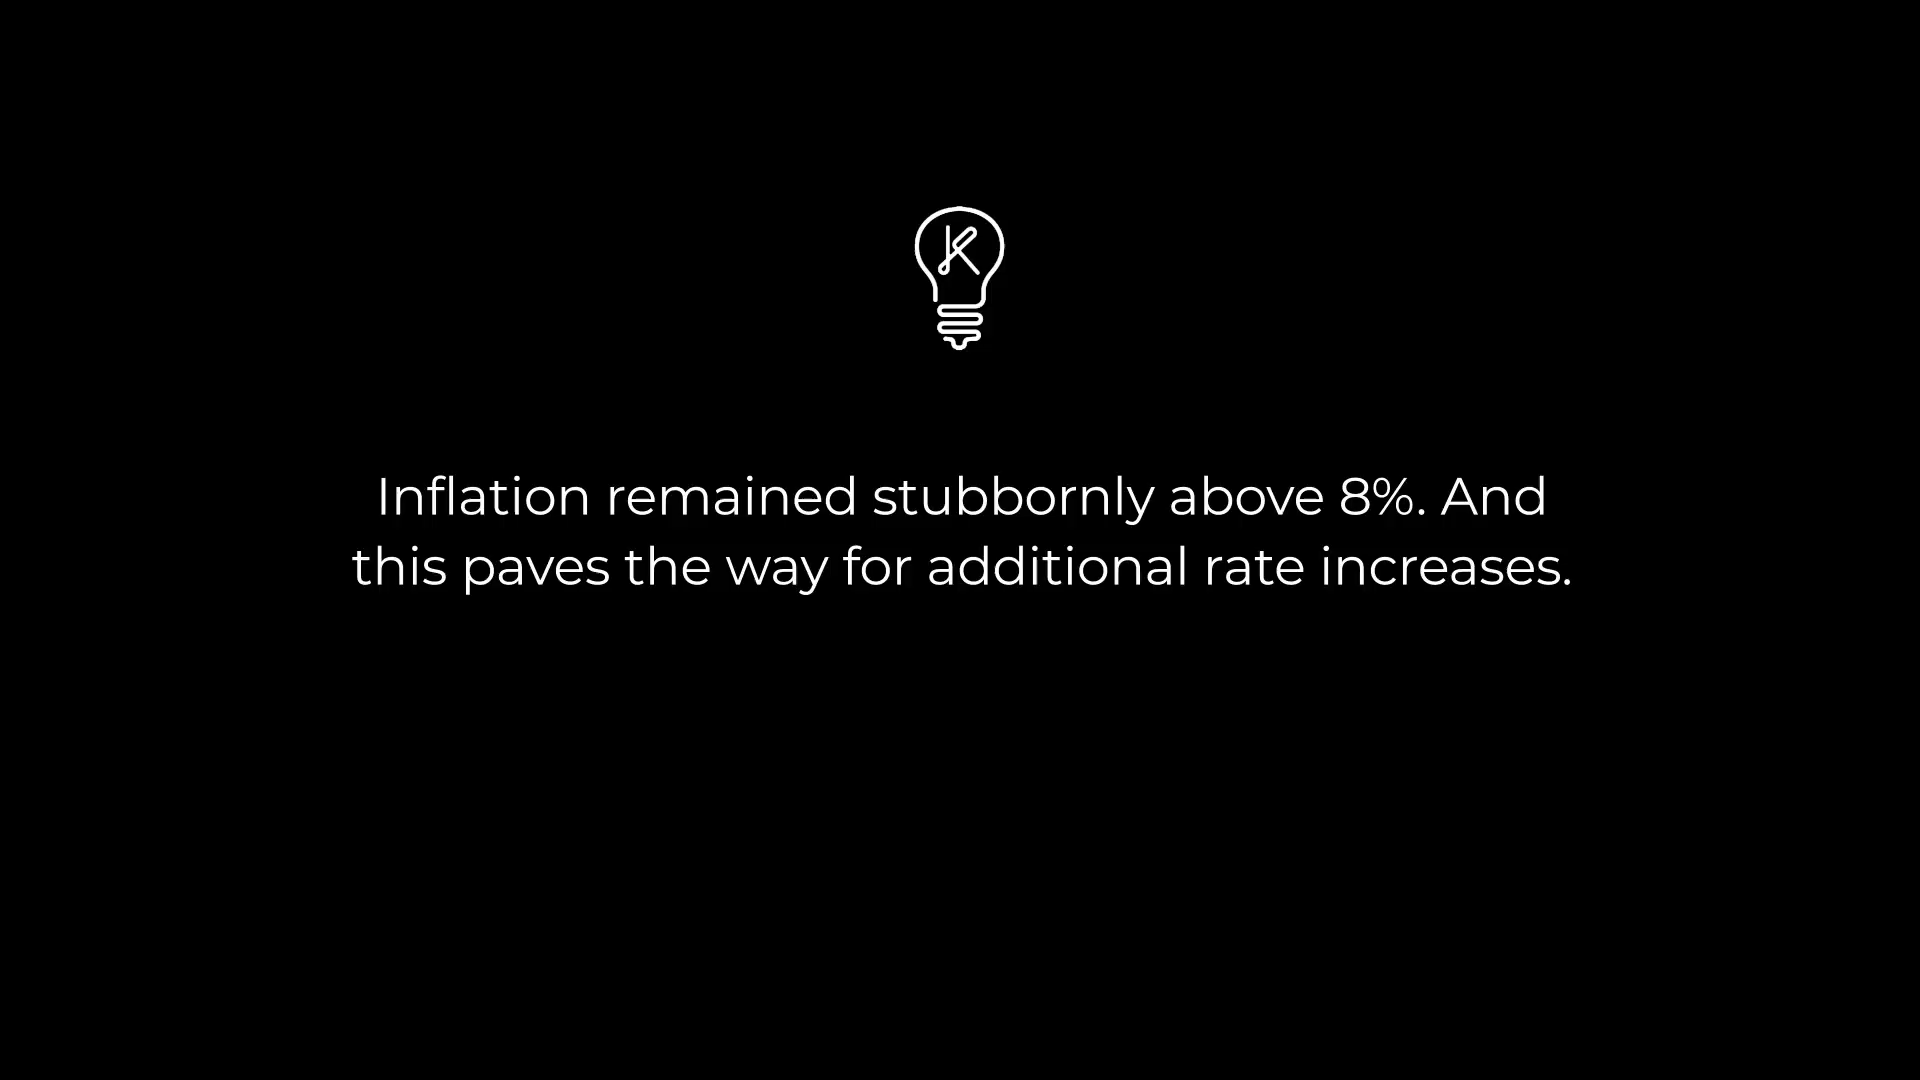 K
Inflation remained stubbornly above 8%. And
this paves the way for additional rate increases.